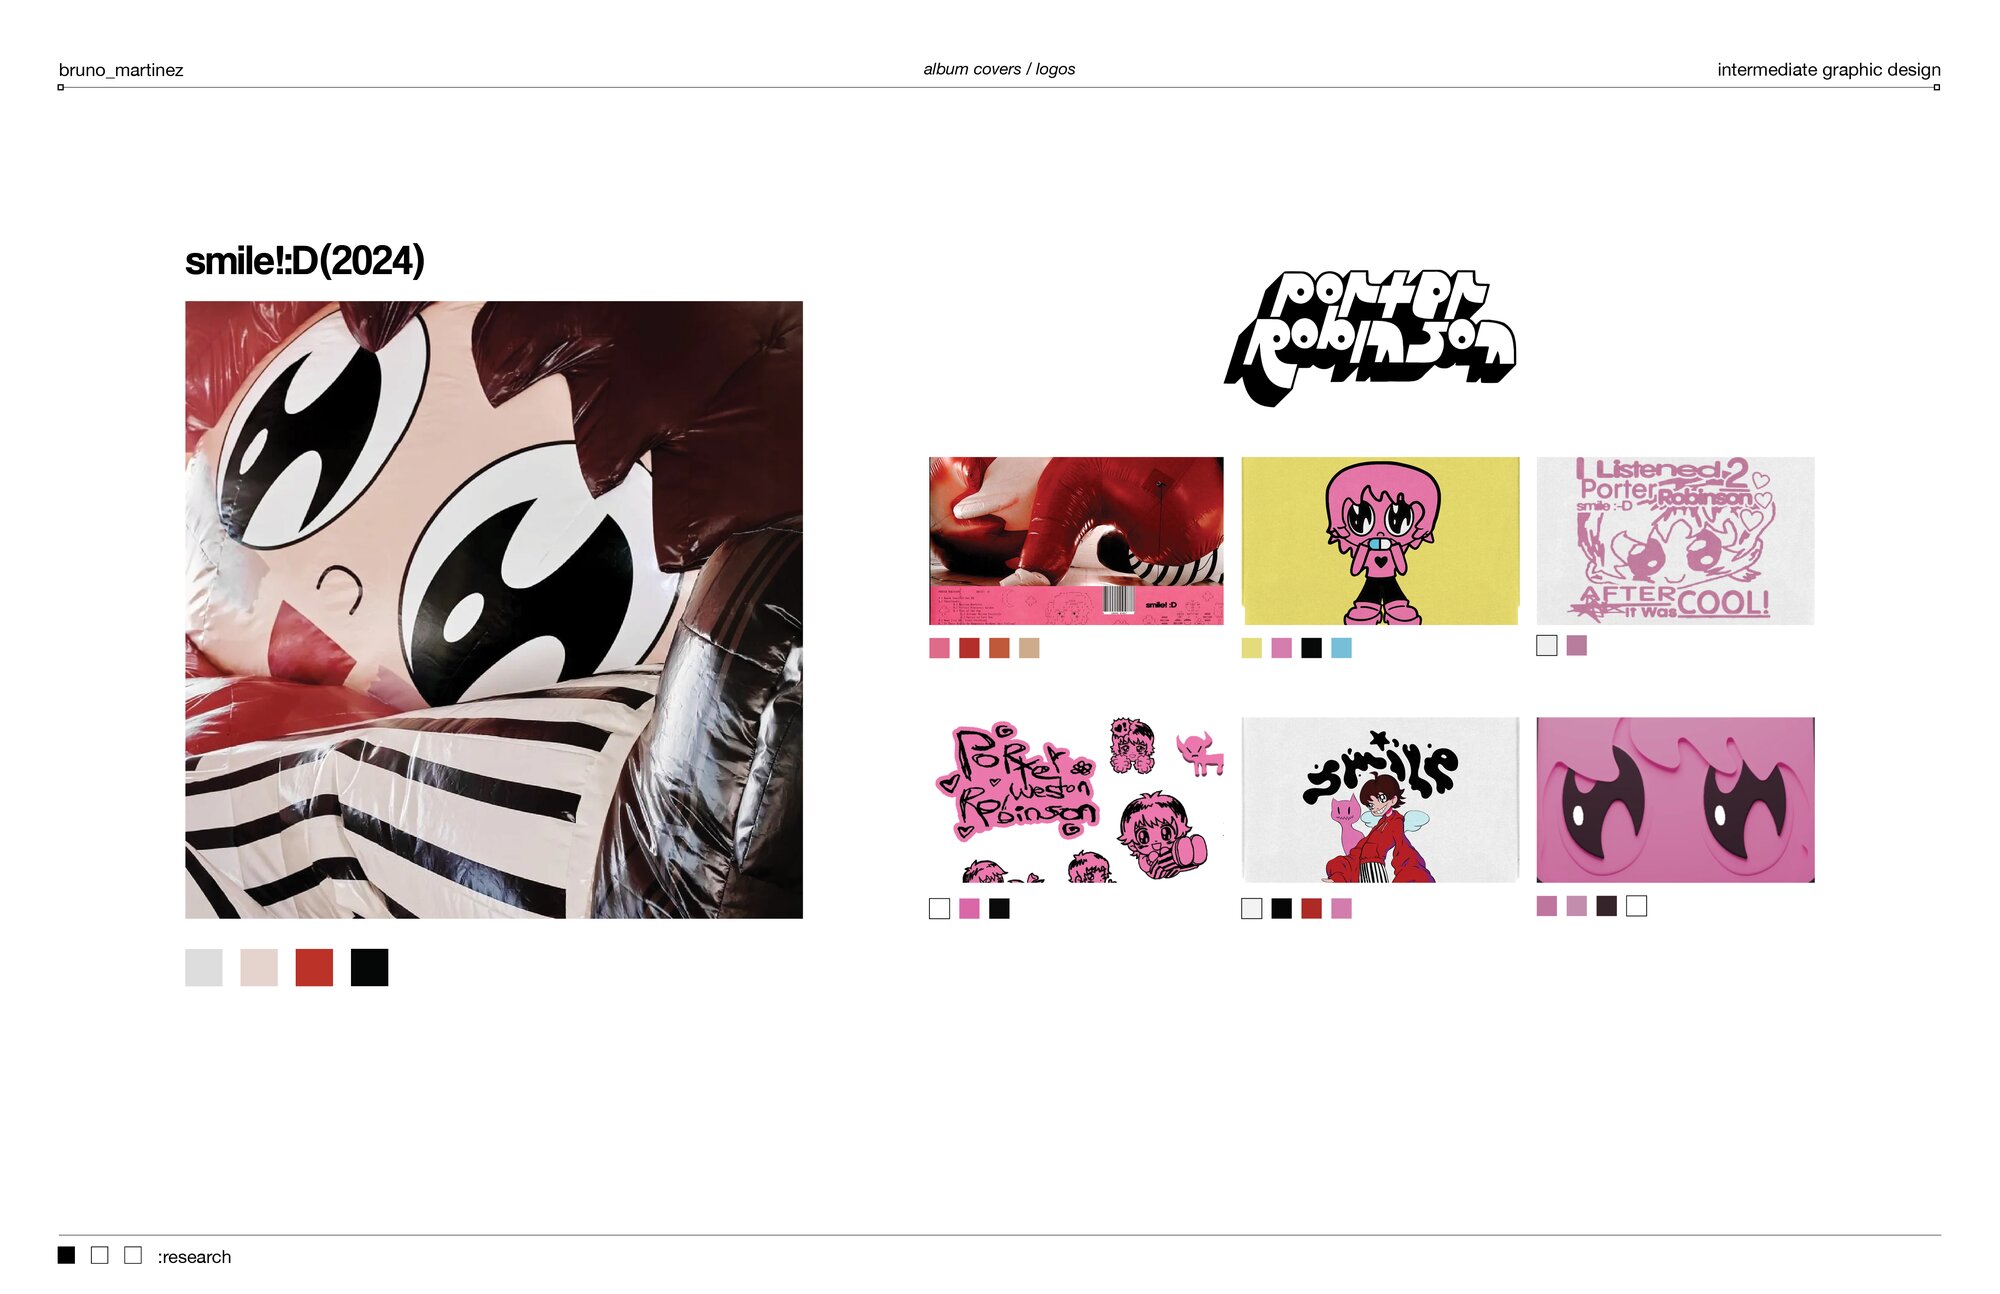 bruno_martinez
album covers / logos
intermediate graphic design
smile!:D(2024)
porter
robinson
smile! :D
I Listened 2
Porter Robinson
smile :-D
AFTER
it was COOL!
PoRter
Weston
Robinson
smile
:research